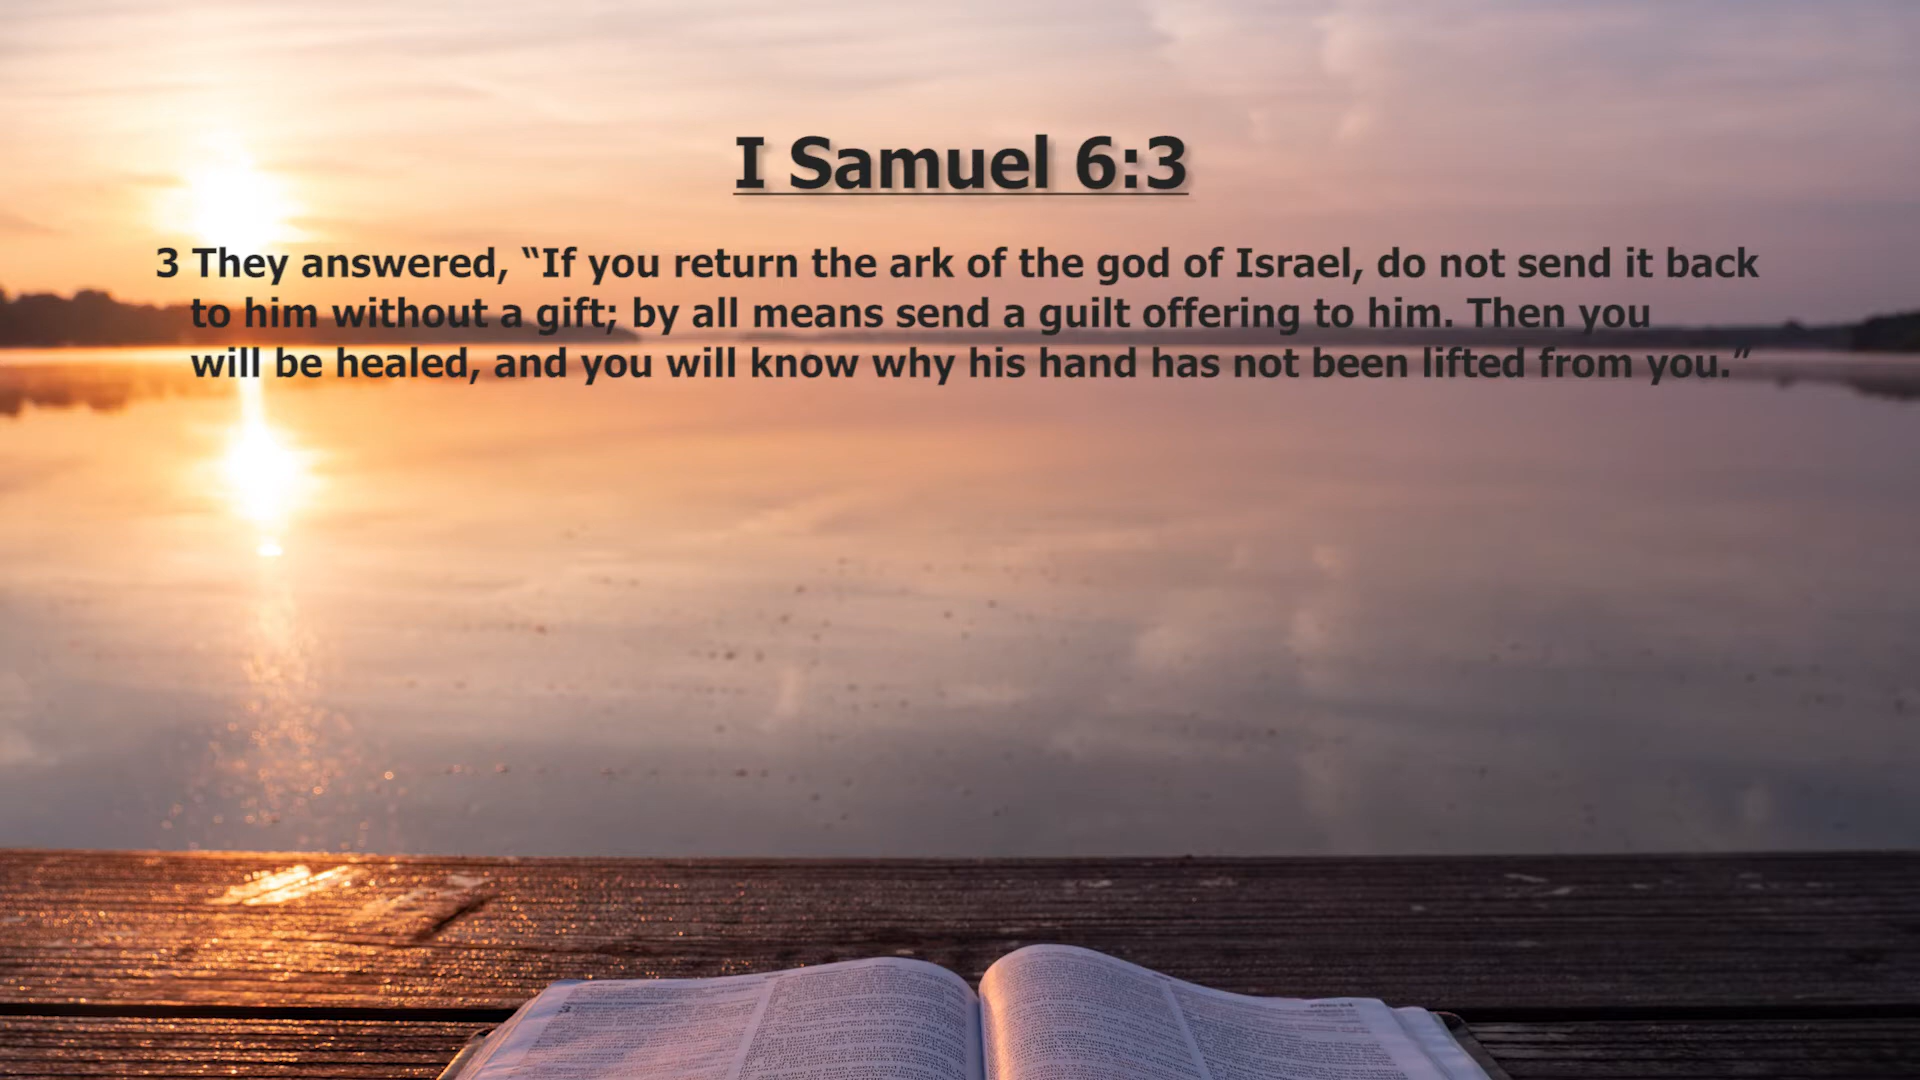 I Samuel 6:3
3 They answered, “If you return the ark of the god of Israel, do not send it back
to him without a gift; by all means send a guilt offering to him. Then you
will be healed, and you will know why his hand has not been lifted from you.”